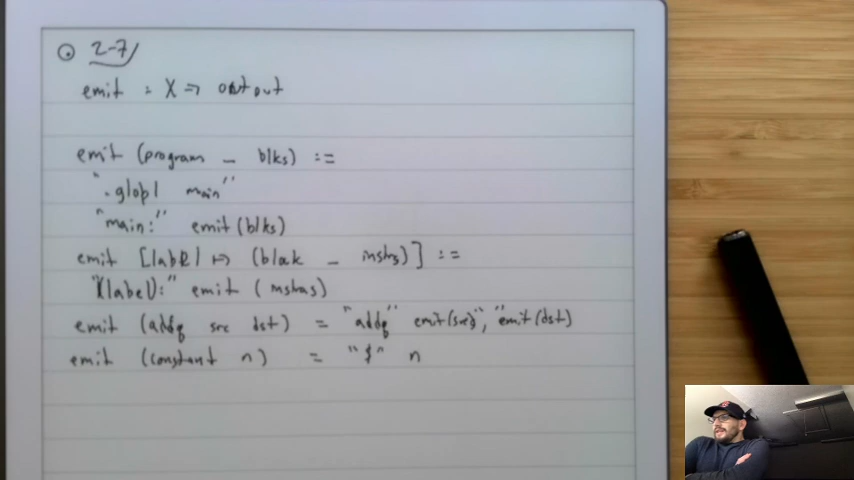 ⊙ 2-7/
emit : X => output
emit (program _ blks) :=
".globl main"
"main:" emit(blks)
emit [label ↦ (block _ instrs)] :=
"(label):" emit (instrs)
emit (addq src dst) = "addq" emit(src)", "emit(dst)
emit (constant n) = "$" n